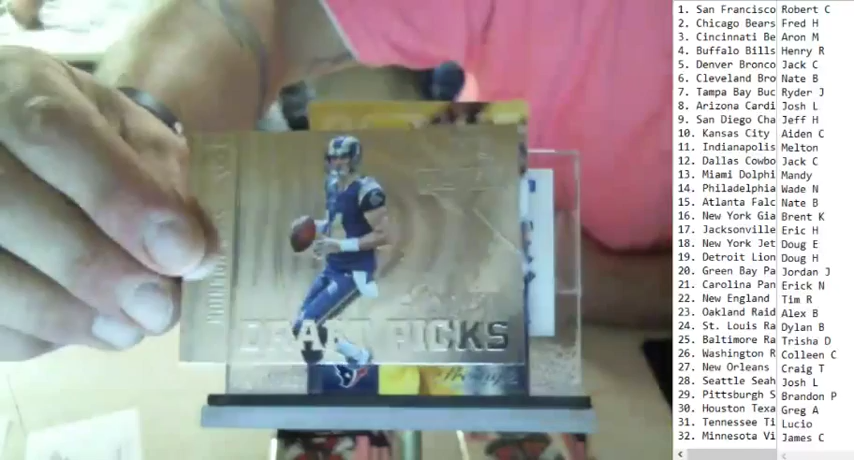 DRAFT PICKS
Prestige
1. San Francisco Robert C
2. Chicago Bears Fred H
3. Cincinnati Be Aron M
4. Buffalo Bills Henry R
5. Denver Bronco Jack C
6. Cleveland Bro Nate B
7. Tampa Bay Buc Ryder J
8. Arizona Cardi Josh L
9. San Diego Cha Jeff H
10. Kansas City Aiden C
11. Indianapolis Melton
12. Dallas Cowbo Jack C
13. Miami Dolphi Mandy
14. Philadelphia Wade N
15. Atlanta Falc Nate B
16. New York Gia Brent K
17. Jacksonville Eric H
18. New York Jet Doug E
19. Detroit Lion Doug H
20. Green Bay Pa Jordan J
21. Carolina Pan Erick N
22. New England Tim R
23. Oakland Raid Alex B
24. St. Louis Ra Dylan B
25. Baltimore Ra Trisha D
26. Washington R Colleen C
27. New Orleans Craig T
28. Seattle Seah Josh L
29. Pittsburgh S Brandon P
30. Houston Texa Greg A
31. Tennessee Ti Lucio
32. Minnesota Vi James C